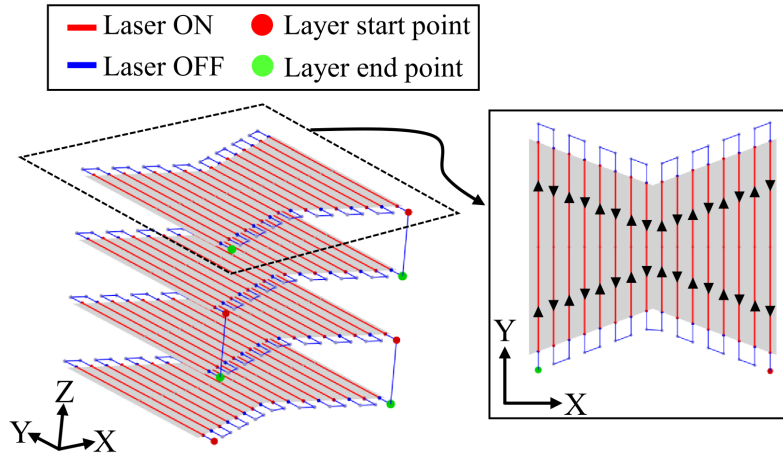 Laser ON
Layer start point
Laser OFF
Layer end point
Z
Y
X
Y
X